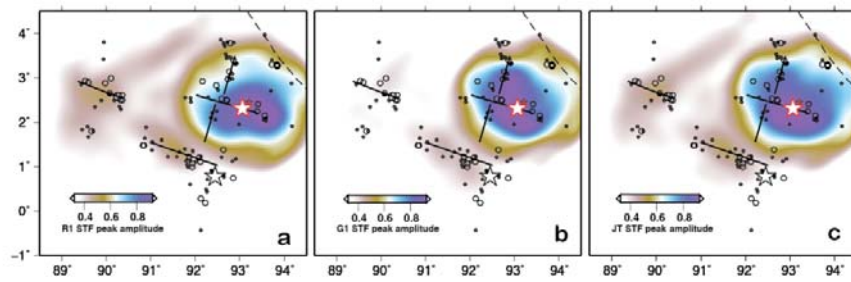 4°
3°
2°
1°
0°
−1°
0.4 0.6 0.8
R1 STF peak amplitude
a
0.4 0.6 0.8
G1 STF peak amplitude
b
0.4 0.6 0.8
JT STF peak amplitude
c
89° 90° 91° 92° 93° 94° 89° 90° 91° 92° 93° 94° 89° 90° 91° 92° 93° 94°